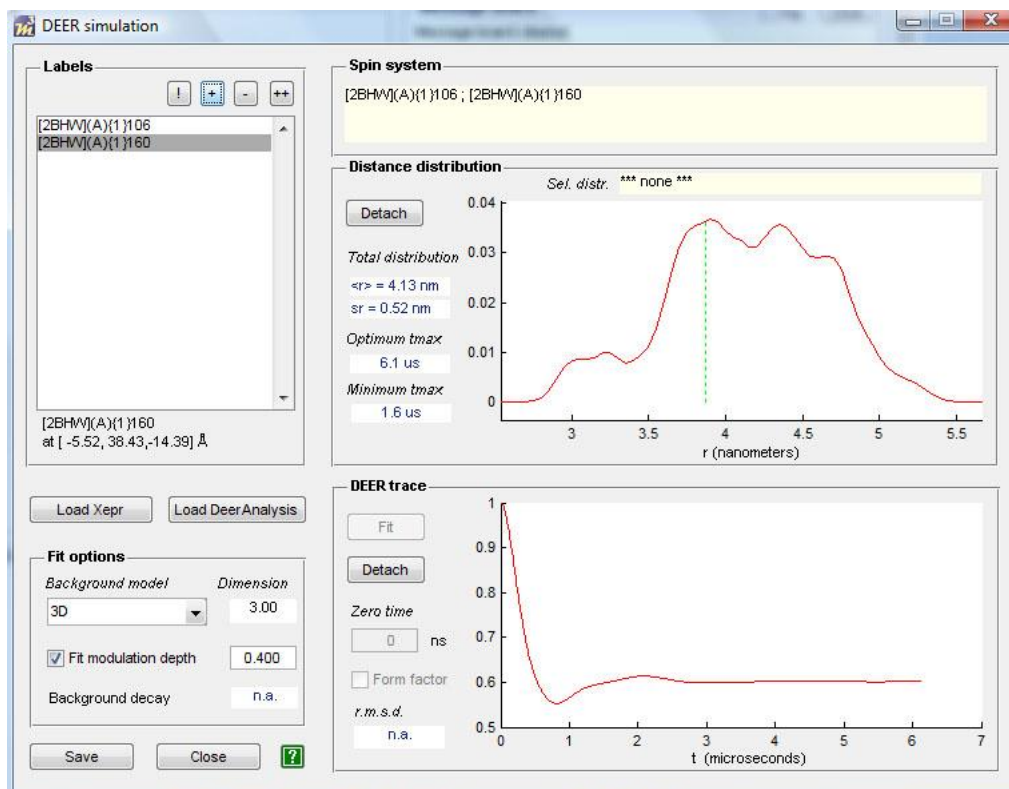 DEER simulation
Labels
! + - ++
[2BHW](A){1}106
[2BHW](A){1}160
[2BHW](A){1}160
at [ -5.52, 38.43,-14.39] Å
Load Xepr
Load DeerAnalysis
Fit options
Background model Dimension
3D 3.00
Fit modulation depth 0.400
Background decay n.a.
Save Close ?
Spin system
[2BHW](A){1}106 ; [2BHW](A){1}160
Distance distribution
Sel. distr. *** none ***
Detach
Total distribution
<r> = 4.13 nm
sr = 0.52 nm
Optimum tmax
6.1 us
Minimum tmax
1.6 us
0.04
0.03
0.02
0.01
0
3 3.5 4 4.5 5 5.5
r (nanometers)
DEER trace
Fit
Detach
Zero time
0 ns
Form factor
r.m.s.d.
n.a.
1
0.9
0.8
0.7
0.6
0.5
0 1 2 3 4 5 6 7
t (microseconds)